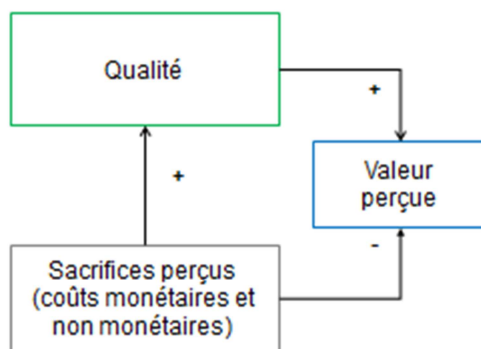 Qualité
+
Valeur
perçue
+
-
Sacrifices perçus
(coûts monétaires et
non monétaires)